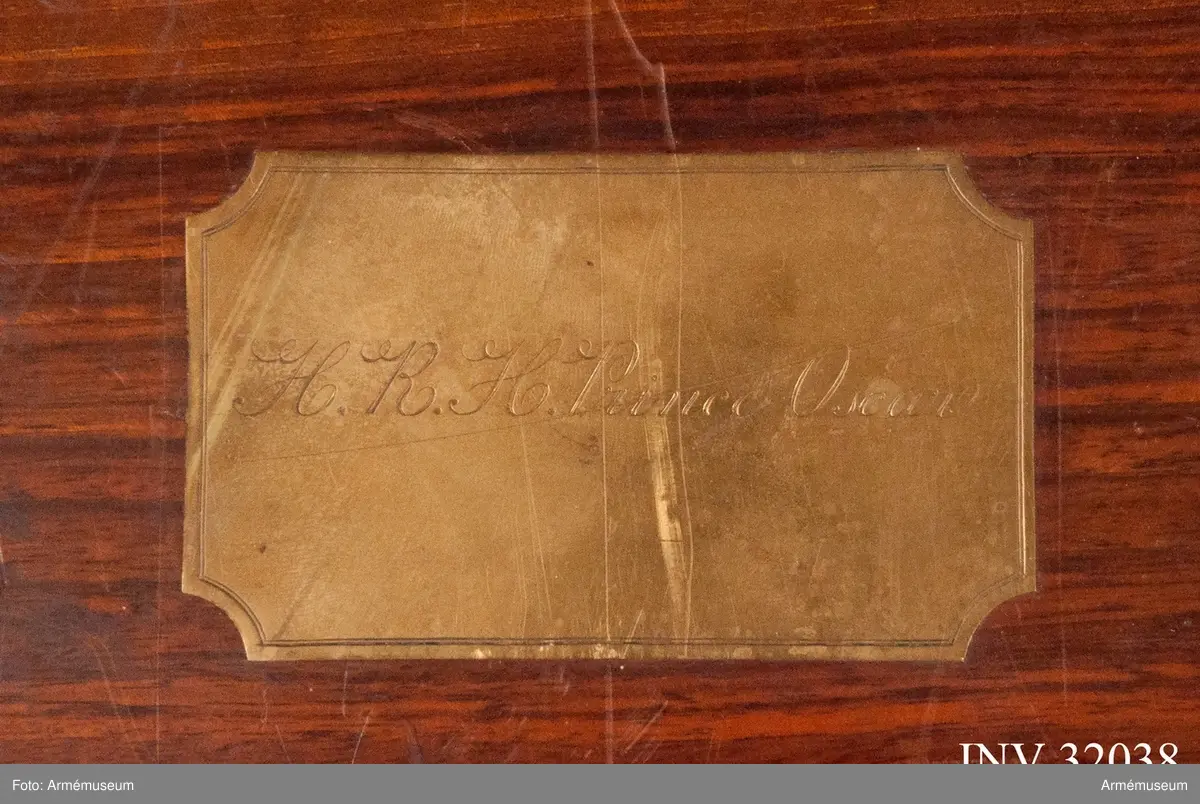 H. R. H. Prince Oscar
INV 32038
Foto: Armémuseum
Armémuseum